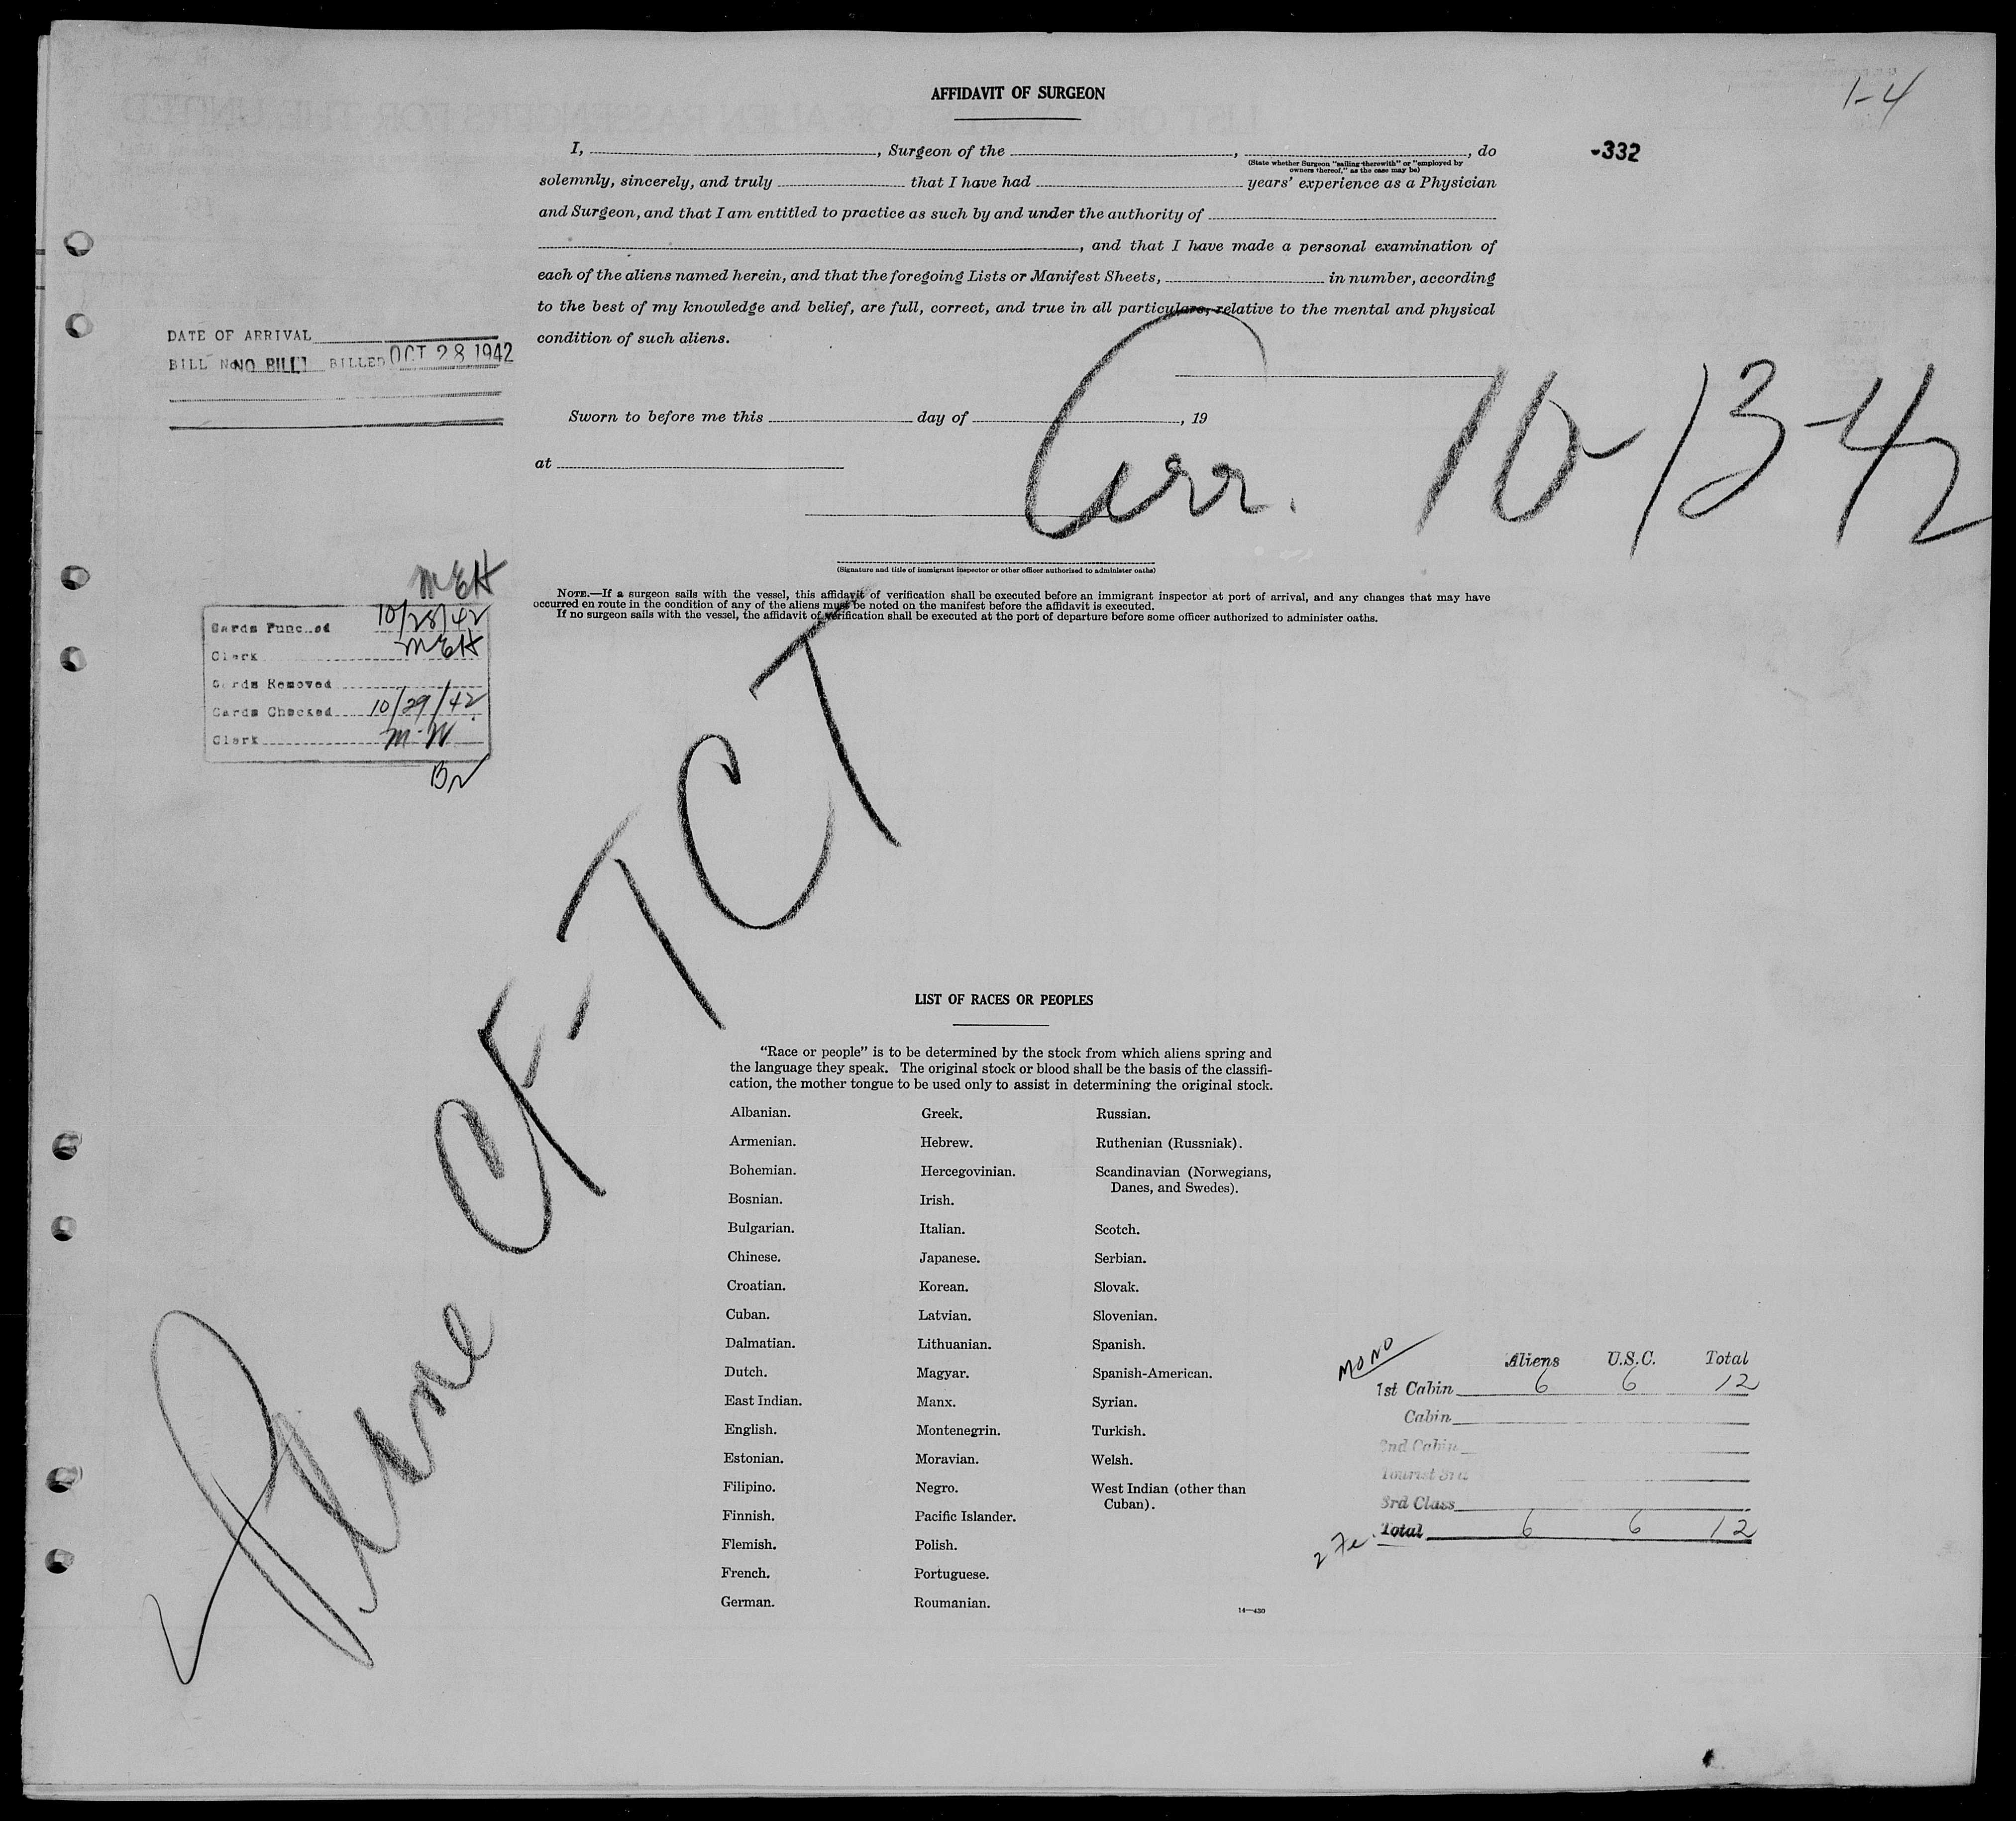 AFFIDAVIT OF SURGEON
1-4
-332
I, , Surgeon of the , , do
(State whether Surgeon "sailing therewith" or "employed by
owners thereof," as the case may be)
solemnly, sincerely, and truly that I have had years' experience as a Physician
and Surgeon, and that I am entitled to practice as such by and under the authority of
, and that I have made a personal examination of
each of the aliens named herein, and that the foregoing Lists or Manifest Sheets, in number, according
to the best of my knowledge and belief, are full, correct, and true in all particulars, relative to the mental and physical
condition of such aliens.
DATE OF ARRIVAL
BILL No NO BILL BILLED OCT 28 1942
Sworn to before me this day of , 19
at
Arr. 10-13-42
(Signature and title of immigrant inspector or other officer authorized to administer oaths)
NOTE.—If a surgeon sails with the vessel, this affidavit of verification shall be executed before an immigrant inspector at port of arrival, and any changes that may have
occurred en route in the condition of any of the aliens must be noted on the manifest before the affidavit is executed.
If no surgeon sails with the vessel, the affidavit of verification shall be executed at the port of departure before some officer authorized to administer oaths.
MEH
Cards Punched 10/28/42
Clerk MEH
Cards Removed
Cards Checked 10/29/42
Clerk M-W
Plane CF-TCT
LIST OF RACES OR PEOPLES
"Race or people" is to be determined by the stock from which aliens spring and
the language they speak. The original stock or blood shall be the basis of the classifi-
cation, the mother tongue to be used only to assist in determining the original stock.
Albanian.
Armenian.
Bohemian.
Bosnian.
Bulgarian.
Chinese.
Croatian.
Cuban.
Dalmatian.
Dutch.
East Indian.
English.
Estonian.
Filipino.
Finnish.
Flemish.
French.
German.
Greek.
Hebrew.
Hercegovinian.
Irish.
Italian.
Japanese.
Korean.
Latvian.
Lithuanian.
Magyar.
Manx.
Montenegrin.
Moravian.
Negro.
Pacific Islander.
Polish.
Portuguese.
Roumanian.
Russian.
Ruthenian (Russniak).
Scandinavian (Norwegians,
Danes, and Swedes).
Scotch.
Serbian.
Slovak.
Slovenian.
Spanish.
Spanish-American.
Syrian.
Turkish.
Welsh.
West Indian (other than
Cuban).
14—430
MONO
Aliens U.S.C. Total
1st Cabin 6 6 12
Cabin
2nd Cabin
Tourist 3rd
3rd Class
Total 6 6 12